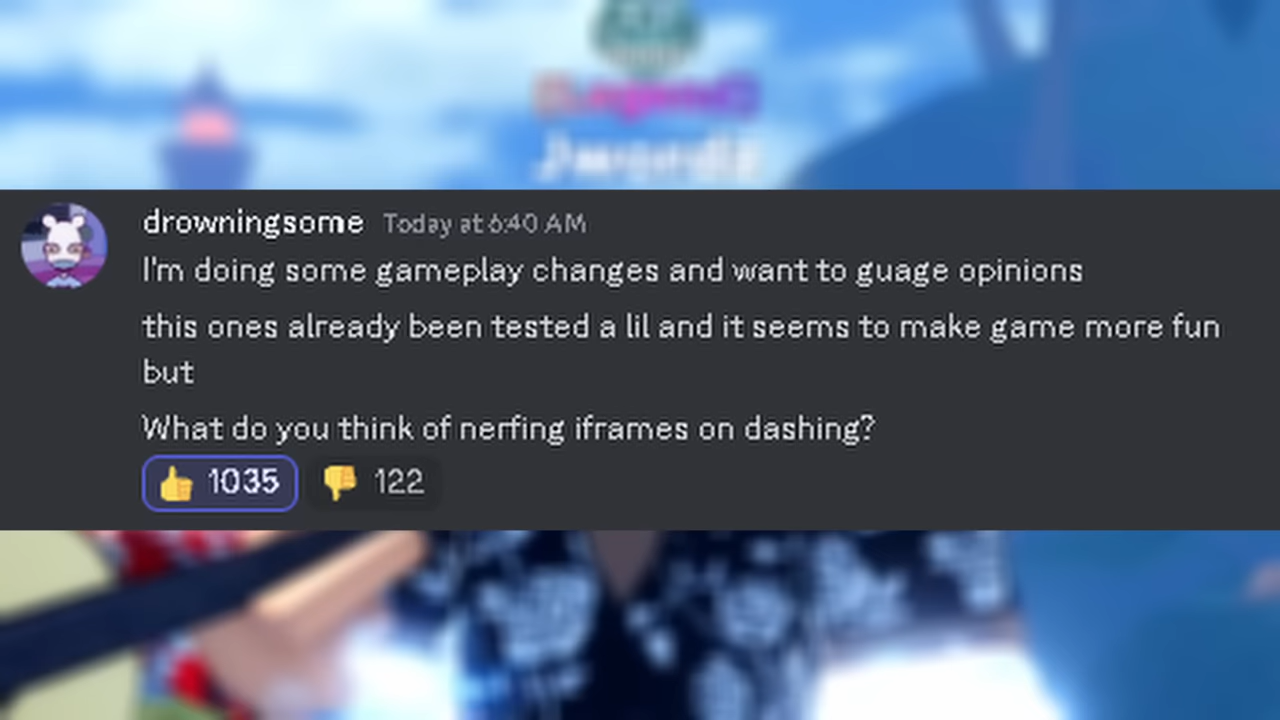 Jwordz
drowningsome Today at 6:40 AM
I'm doing some gameplay changes and want to guage opinions
this ones already been tested a lil and it seems to make game more fun
but
What do you think of nerfing iframes on dashing?
👍 1035 👎 122